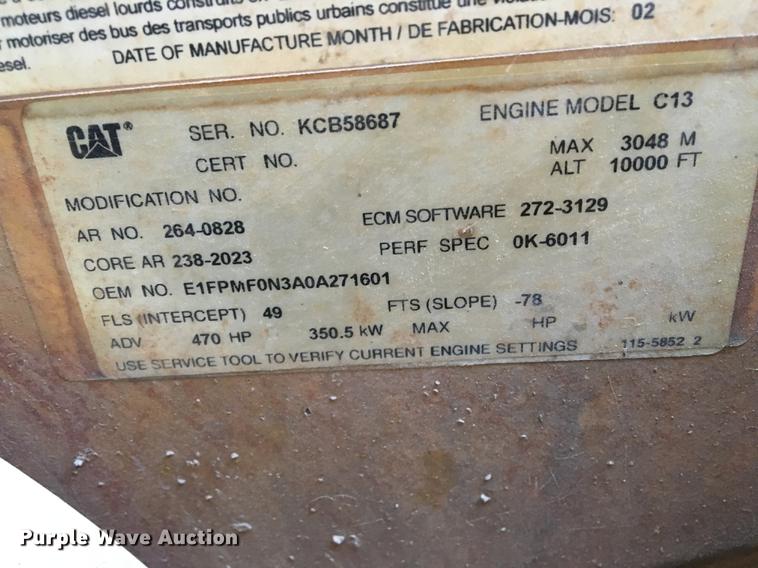 moteurs diesel lourds construits
motoriser des bus des transports publics urbains constitue une
esel.
DATE OF MANUFACTURE MONTH / DE FABRICATION-MOIS: 02
CAT® SER. NO. KCB58687 ENGINE MODEL C13
CERT NO. MAX 3048 M
ALT 10000 FT
MODIFICATION NO.
AR NO. 264-0828 ECM SOFTWARE 272-3129
CORE AR 238-2023 PERF SPEC 0K-6011
OEM NO. E1FPMF0N3A0A271601
FLS (INTERCEPT) 49 FTS (SLOPE) -78
ADV 470 HP 350.5 kW MAX HP kW
USE SERVICE TOOL TO VERIFY CURRENT ENGINE SETTINGS 115-5852 2
Purple Wave Auction